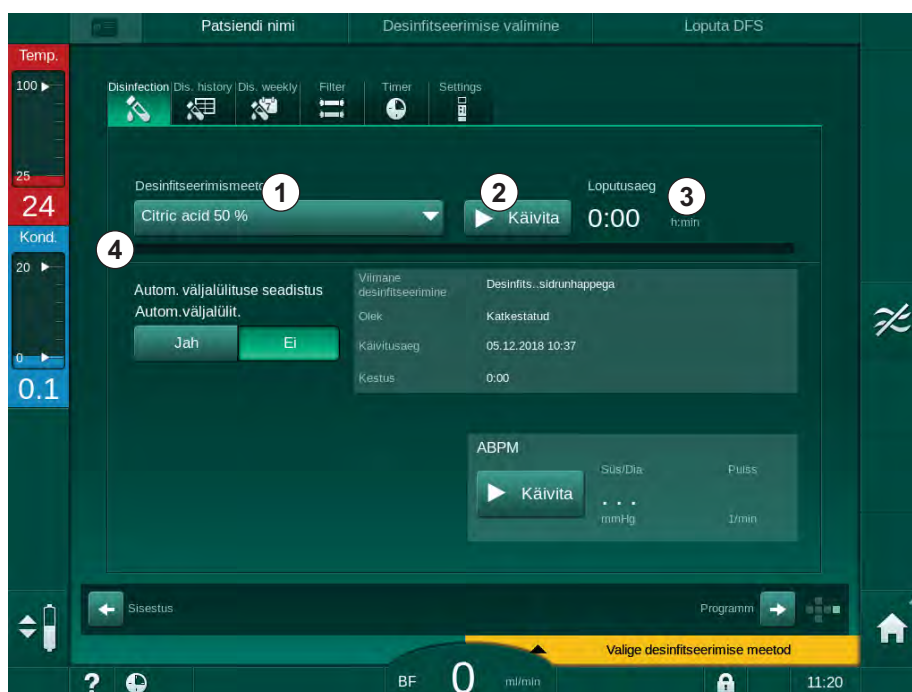 Patsiendi nimi
Desinfitseerimise valimine
Loputa DFS
Temp.
100
25
24
Kond.
20
0
0.1
Disinfection
Dis. history
Dis. weekly
Filter
Timer
Settings
Desinfitseerimismeeto
1
Citric acid 50 %
2
Käivita
Loputusaeg
0:00
3
h:min
4
Autom. väljalülituse seadistus
Autom.väljalülit.
Jah
Ei
Viimane
desinfitseerimine
Desinfits..sidrunhappega
Olek
Katkestatud
Käivitusaeg
05.12.2018 10:37
Kestus
0:00
ABPM
Käivita
Süs/Dia
Pulss
. . .
mmHg
1/min
Sisestus
Programm
Valige desinfitseerimise meetod
?
BF
0
ml/min
11:20